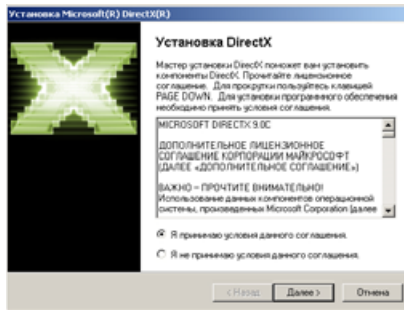 Установка Microsoft(R) DirectX(R)
Установка DirectX
Мастер установки DirectX поможет вам установить
компоненты DirectX. Прочитайте лицензионное
соглашение. Для прокрутки пользуйтесь клавишей
PAGE DOWN. Для установки программного обеспечения
необходимо принять условия соглашения.
MICROSOFT DIRECTX 9.0C
ДОПОЛНИТЕЛЬНОЕ ЛИЦЕНЗИОННОЕ
СОГЛАШЕНИЕ КОРПОРАЦИИ МАЙКРОСОФТ
(ДАЛЕЕ «ДОПОЛНИТЕЛЬНОЕ СОГЛАШЕНИЕ»)
ВАЖНО – ПРОЧТИТЕ ВНИМАТЕЛЬНО!
Использование данных компонентов операционной
системы, произведенных Microsoft Corporation (далее
Я принимаю условия данного соглашения.
Я не принимаю условия данного соглашения.
< Назад
Далее >
Отмена